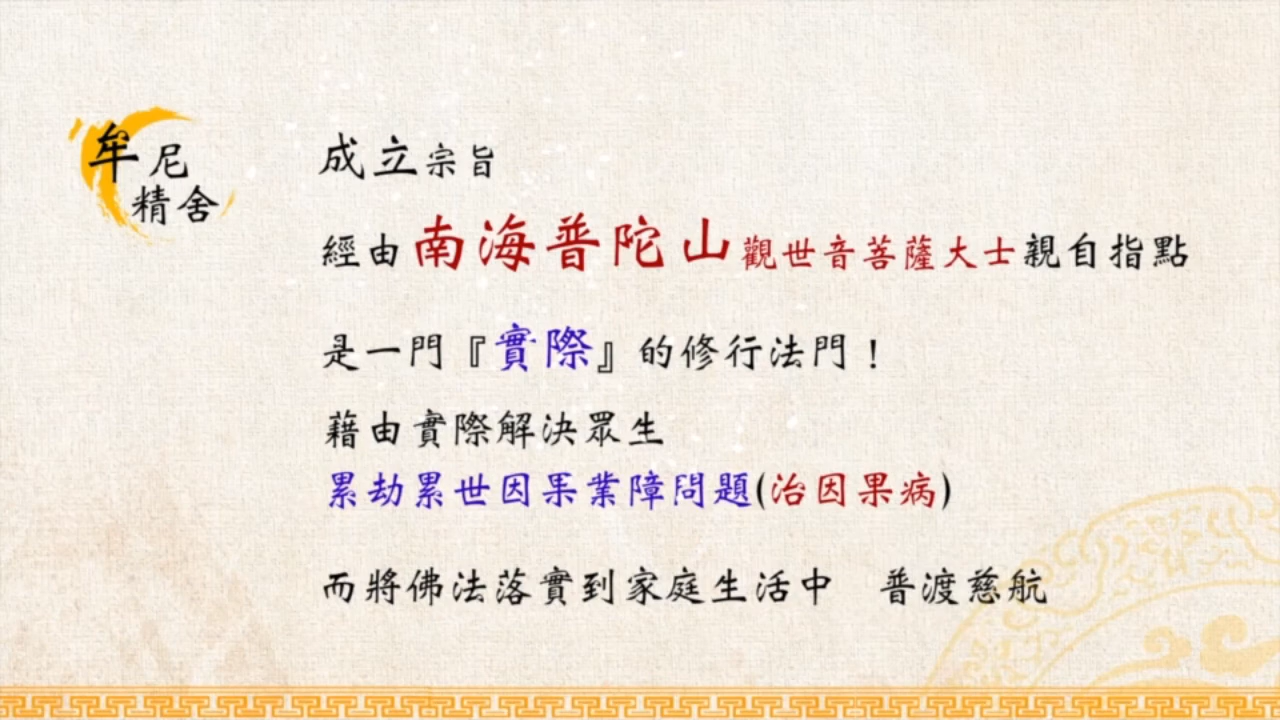 牟尼
精舍
成立宗旨
經由南海普陀山觀世音菩薩大士親自指點
是一門『實際』的修行法門！
藉由實際解決眾生
累劫累世因果業障問題(治因果病)
而將佛法落實到家庭生活中　普渡慈航